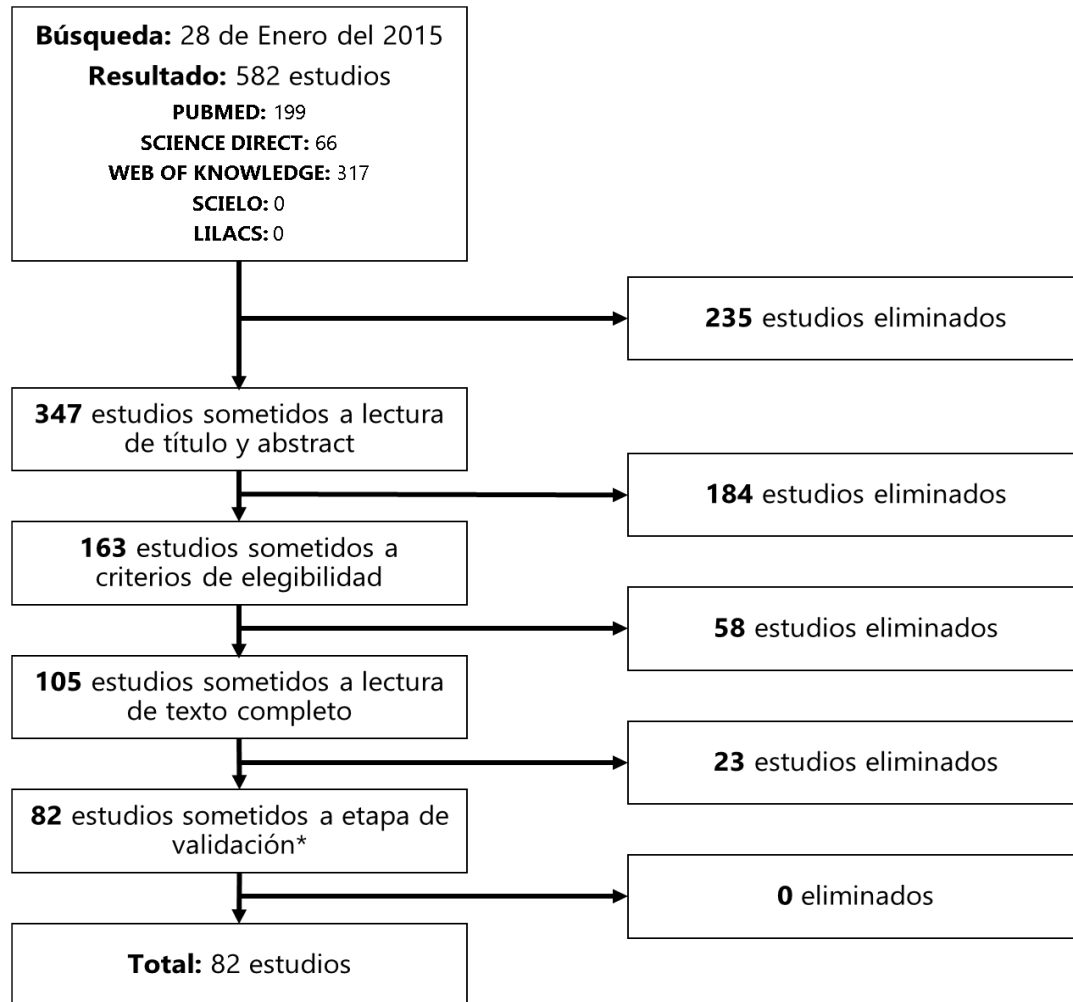 Búsqueda: 28 de Enero del 2015
Resultado: 582 estudios
PUBMED: 199
SCIENCE DIRECT: 66
WEB OF KNOWLEDGE: 317
SCIELO: 0
LILACS: 0
235 estudios eliminados
347 estudios sometidos a lectura
de título y abstract
184 estudios eliminados
163 estudios sometidos a
criterios de elegibilidad
58 estudios eliminados
105 estudios sometidos a lectura
de texto completo
23 estudios eliminados
82 estudios sometidos a etapa de
validación*
0 eliminados
Total: 82 estudios